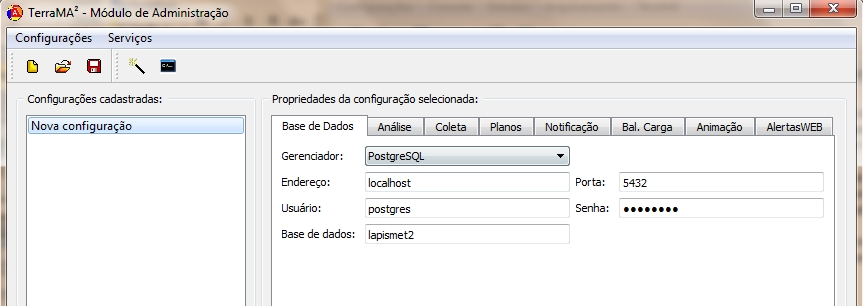 TerraMA² - Módulo de Administração
Configurações Serviços
Configurações cadastradas:
Nova configuração
Propriedades da configuração selecionada:
Base de Dados Análise Coleta Planos Notificação Bal. Carga Animação AlertasWEB
Gerenciador: PostgreSQL
Endereço: localhost Porta: 5432
Usuário: postgres Senha: ●●●●●●●●
Base de dados: lapismet2